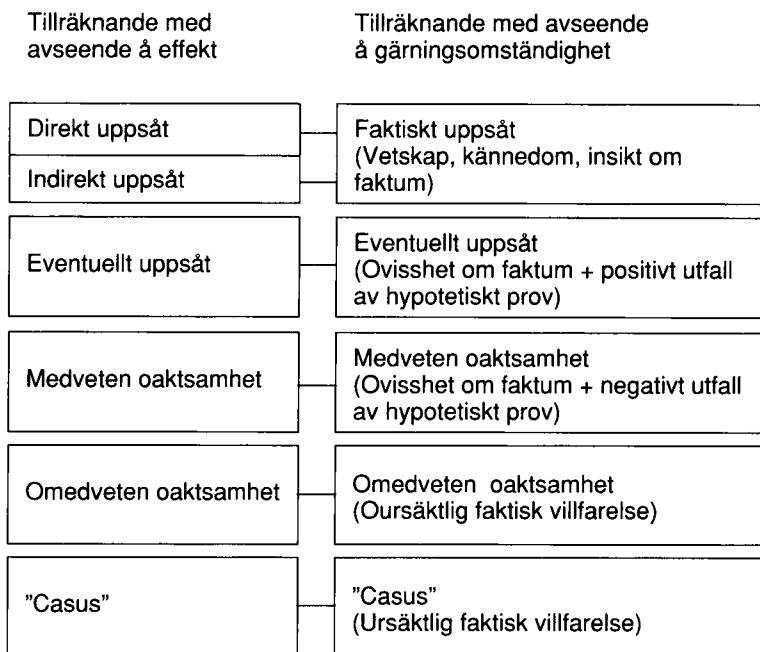 Tillräknande med
avseende å effekt
Tillräknande med avseende
å gärningsomständighet
Direkt uppsåt
Indirekt uppsåt
Faktiskt uppsåt
(Vetskap, kännedom, insikt om
faktum)
Eventuellt uppsåt
Eventuellt uppsåt
(Ovisshet om faktum + positivt utfall
av hypotetiskt prov)
Medveten oaktsamhet
Medveten oaktsamhet
(Ovisshet om faktum + negativt utfall
av hypotetiskt prov)
Omedveten oaktsamhet
Omedveten oaktsamhet
(Oursäktlig faktisk villfarelse)
”Casus”
”Casus”
(Ursäktlig faktisk villfarelse)